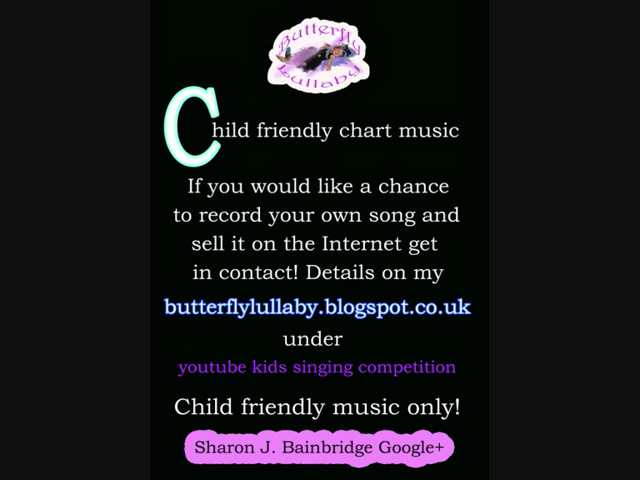 Butterfly
Lullaby
Child friendly chart music
If you would like a chance
to record your own song and
sell it on the Internet get
in contact! Details on my
butterflylullaby.blogspot.co.uk
under
youtube kids singing competition
Child friendly music only!
Sharon J. Bainbridge Google+